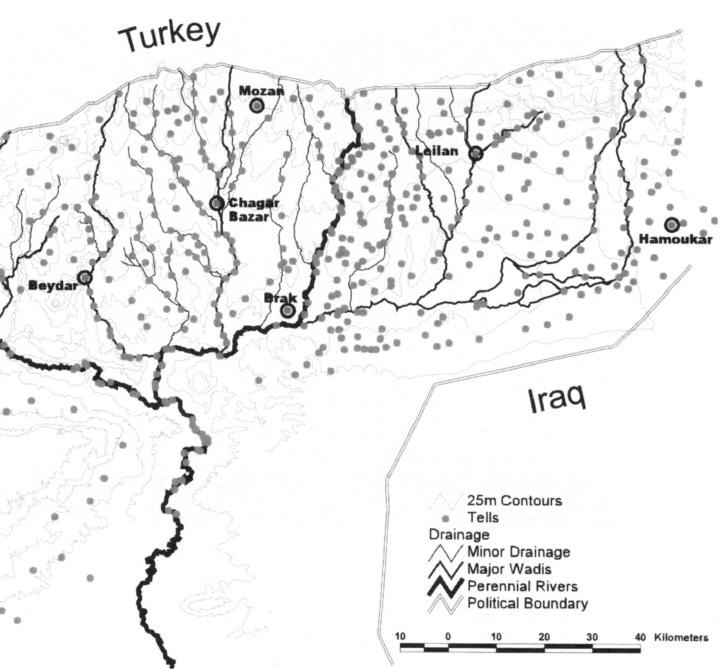 Turkey
Mozan
Leilan
Chagar
Bazar
Hamoukar
Beydar
Brak
Iraq
25m Contours
Tells
Drainage
Minor Drainage
Major Wadis
Perennial Rivers
Political Boundary
10 0 10 20 30 40 Kilometers